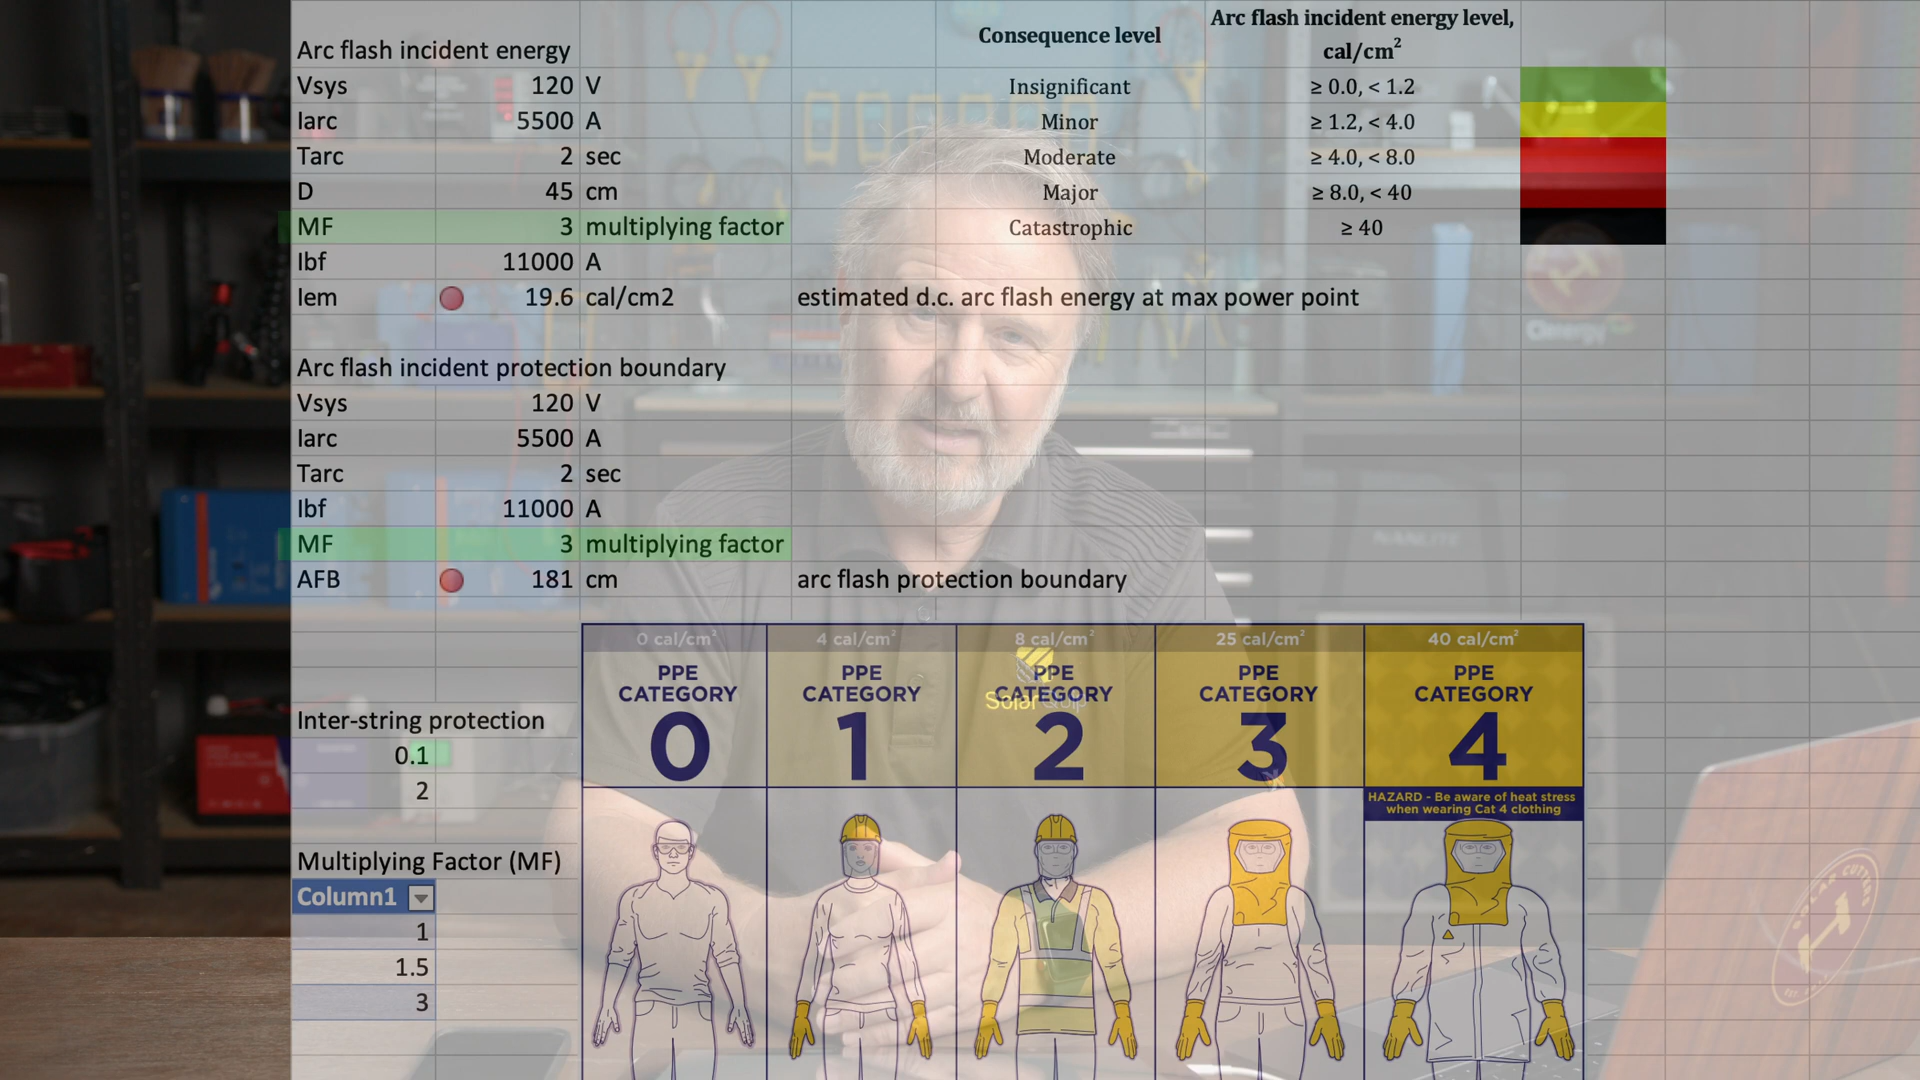 Arc flash incident energy
Vsys 120 V
Iarc 5500 A
Tarc 2 sec
D 45 cm
MF 3 multiplying factor
Ibf 11000 A
Iem 19.6 cal/cm2 estimated d.c. arc flash energy at max power point
Consequence level Arc flash incident energy level, cal/cm²
Insignificant ≥ 0.0, < 1.2
Minor ≥ 1.2, < 4.0
Moderate ≥ 4.0, < 8.0
Major ≥ 8.0, < 40
Catastrophic ≥ 40
Arc flash incident protection boundary
Vsys 120 V
Iarc 5500 A
Tarc 2 sec
Ibf 11000 A
MF 3 multiplying factor
AFB 181 cm arc flash protection boundary
Inter-string protection
0.1
2
Multiplying Factor (MF)
Column1
1
1.5
3
0 cal/cm² 4 cal/cm² 8 cal/cm² 25 cal/cm² 40 cal/cm²
PPE CATEGORY 0
PPE CATEGORY 1
PPE CATEGORY 2
PPE CATEGORY 3
PPE CATEGORY 4
HAZARD - Be aware of heat stress
when wearing Cat 4 clothing
SolarQuip